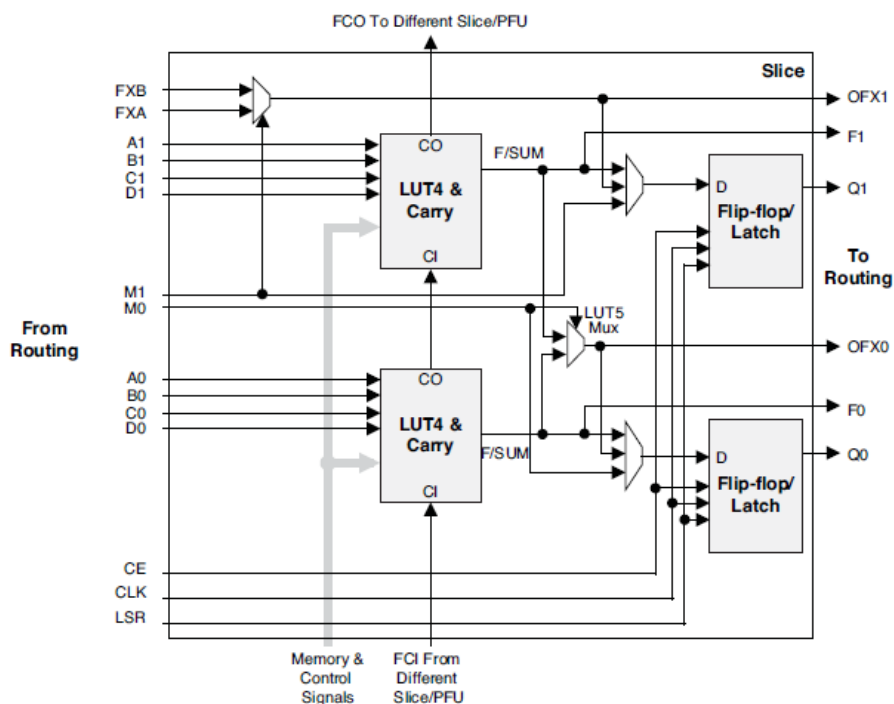 FCO To Different Slice/PFU
Slice
FXB
FXA
OFX1
F1
A1
B1
C1
D1
CO
LUT4 &
Carry
CI
F/SUM
D
Flip-flop/
Latch
Q1
To
Routing
M1
M0
From
Routing
LUT5
Mux
OFX0
A0
B0
C0
D0
CO
LUT4 &
Carry
CI
F/SUM
F0
D
Flip-flop/
Latch
Q0
CE
CLK
LSR
Memory &
Control
Signals
FCI From
Different
Slice/PFU